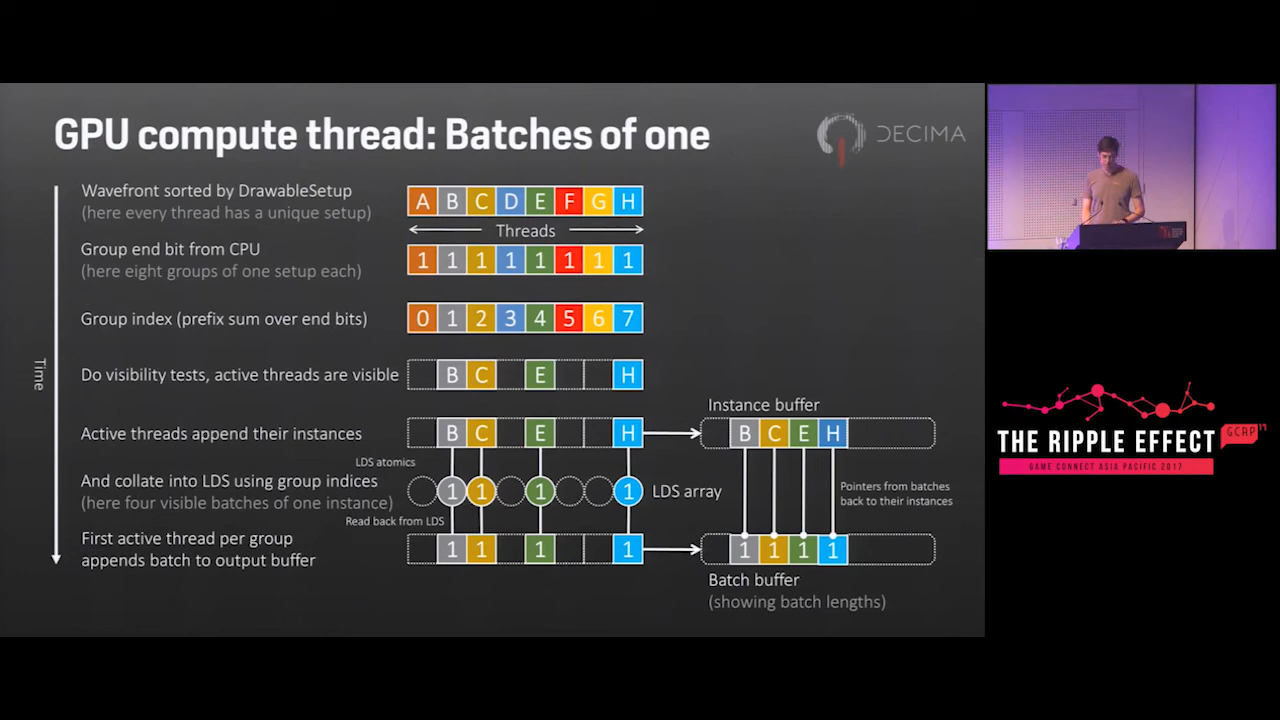 GPU compute thread: Batches of one
DECIMA
Time
Wavefront sorted by DrawableSetup
(here every thread has a unique setup)
A B C D E F G H
Threads
Group end bit from CPU
(here eight groups of one setup each)
1 1 1 1 1 1 1 1
Group index (prefix sum over end bits)
0 1 2 3 4 5 6 7
Do visibility tests, active threads are visible
B C E H
Active threads append their instances
B C E H
Instance buffer
B C E H
LDS atomics
And collate into LDS using group indices
(here four visible batches of one instance)
1 1 1 1
LDS array
Pointers from batches
back to their instances
Read back from LDS
First active thread per group
appends batch to output buffer
1 1 1 1
1 1 1 1
Batch buffer
(showing batch lengths)
THE RIPPLE EFFECT
GCAP 17
GAME CONNECT ASIA PACIFIC 2017